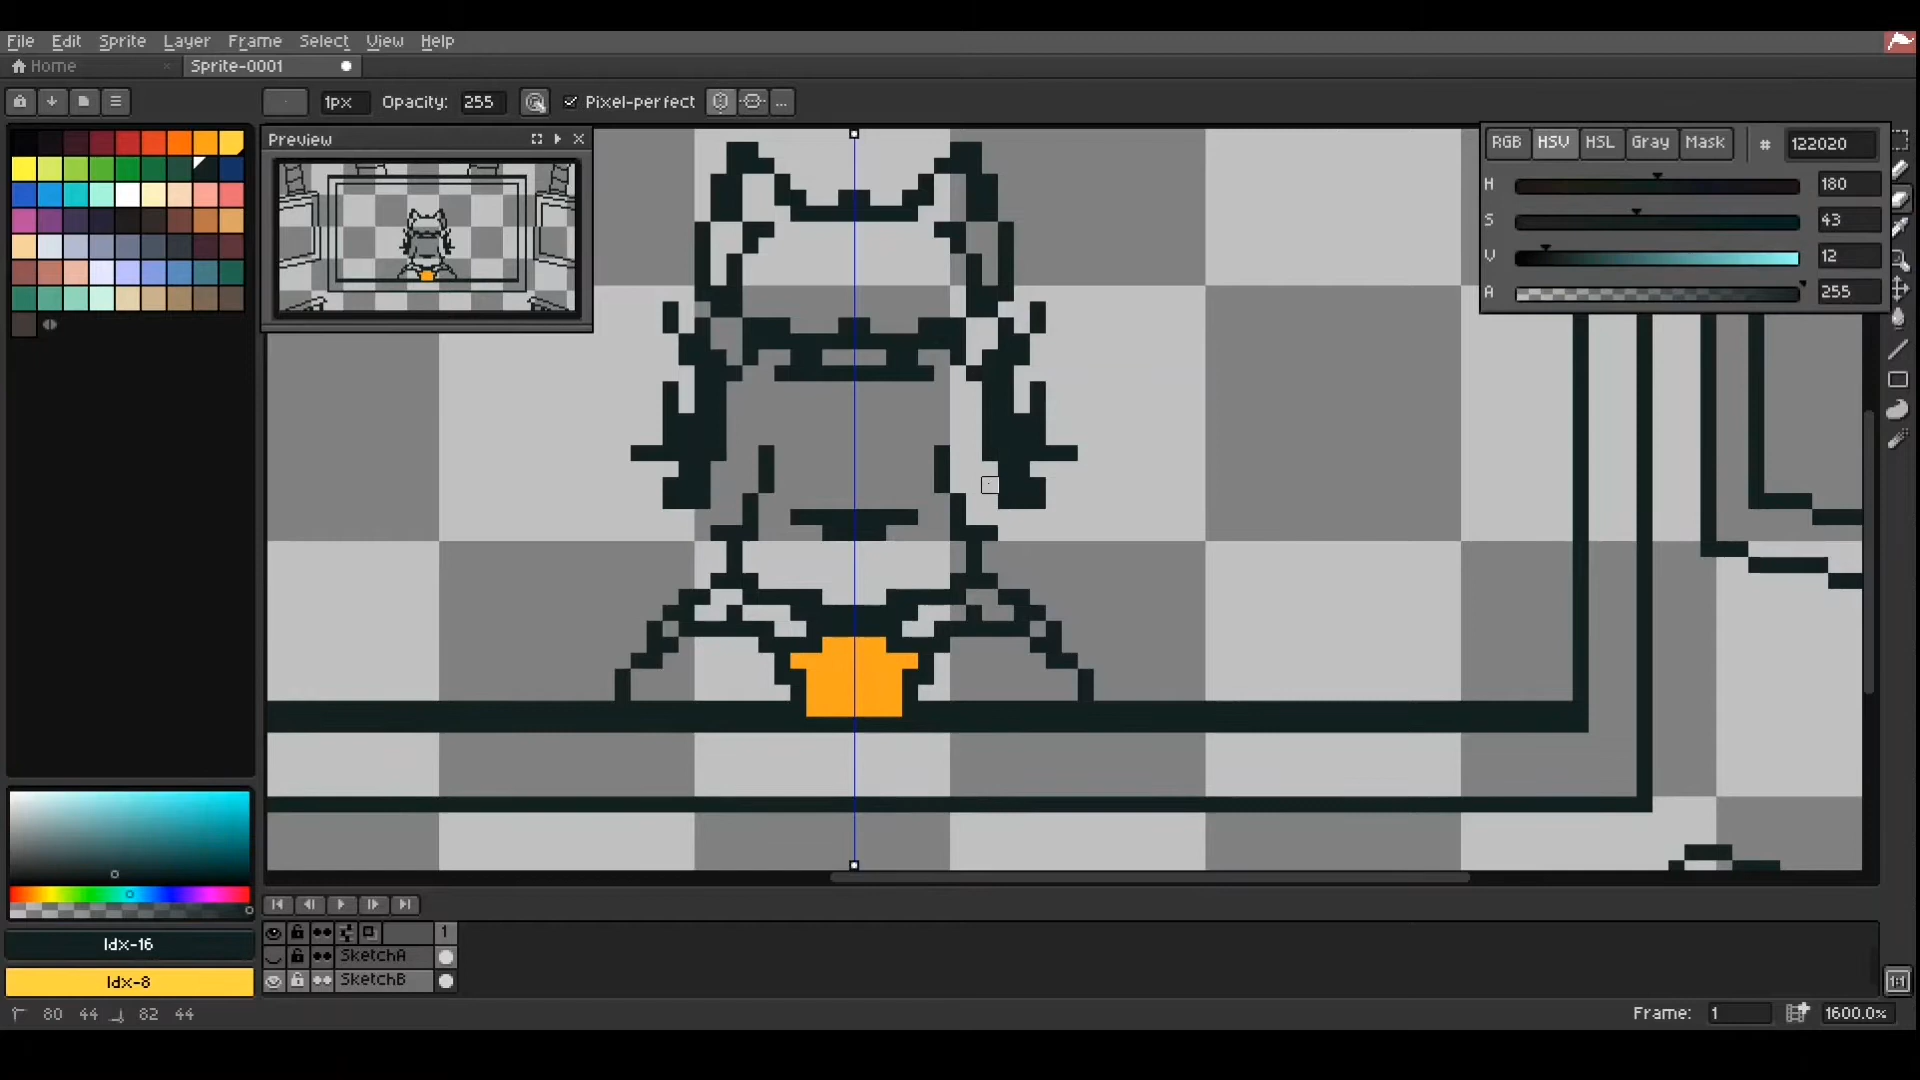 File Edit Sprite Layer Frame Select View Help
Home Sprite-0001
1px Opacity: 255 Pixel-perfect ...
Preview
RGB HSV HSL Gray Mask # 122020
H 180
S 43
V 12
A 255
1
SketchA
SketchB
Idx-16
Idx-8
80 44 82 44
Frame: 1 1600.0%
1:1